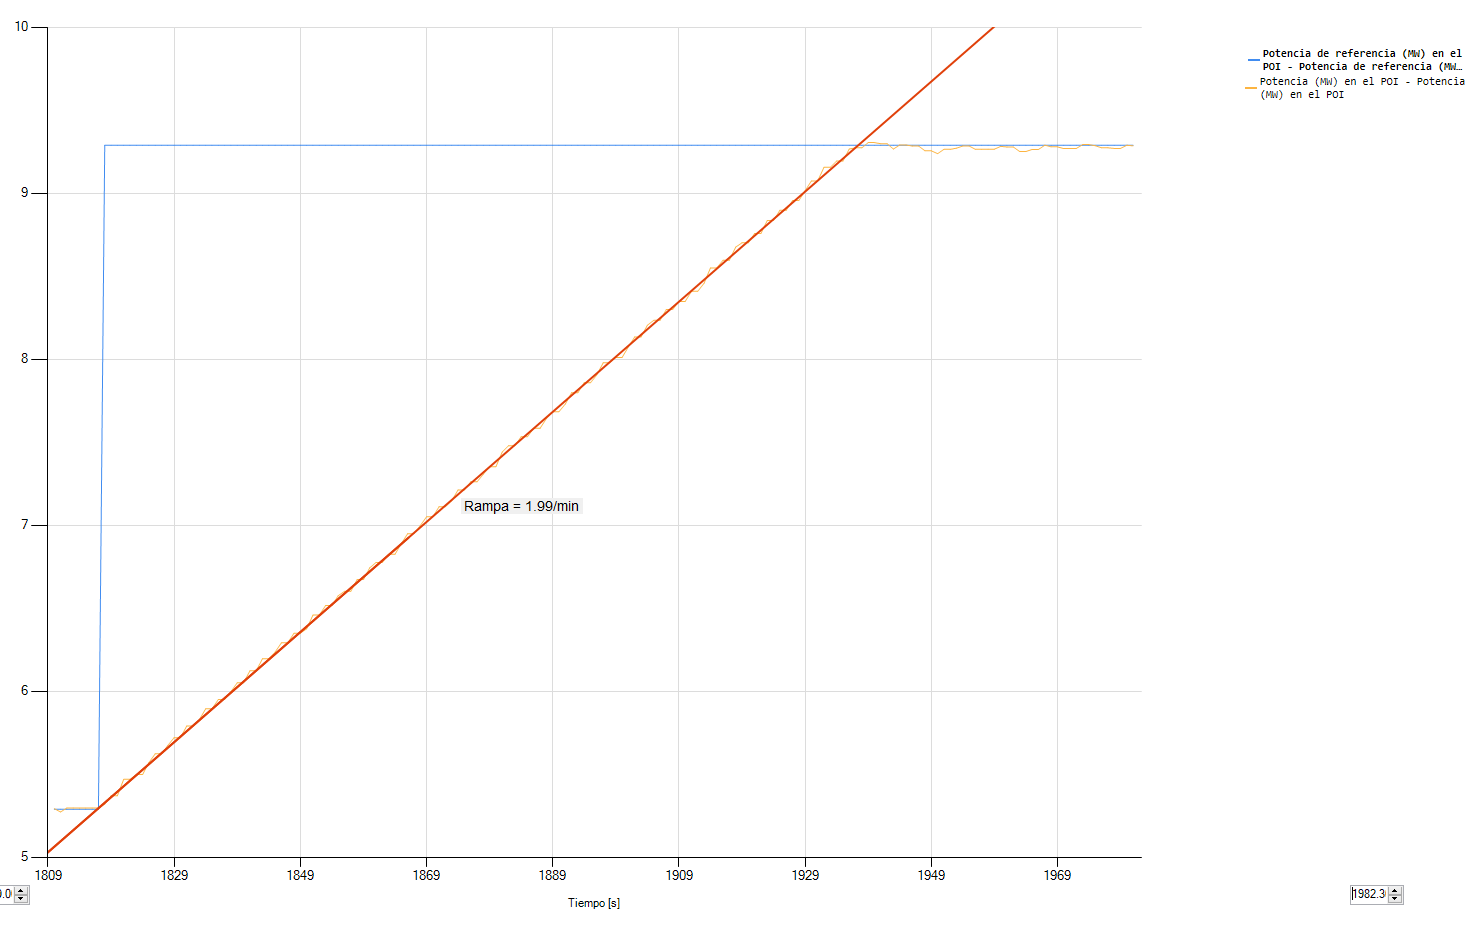 10
Potencia de referencia (MW) en el
POI - Potencia de referencia (MW…
Potencia (MW) en el POI - Potencia
(MW) en el POI
9
8
7
Rampa = 1.99/min
6
5
1809 1829 1849 1869 1889 1909 1929 1949 1969
Tiempo [s]